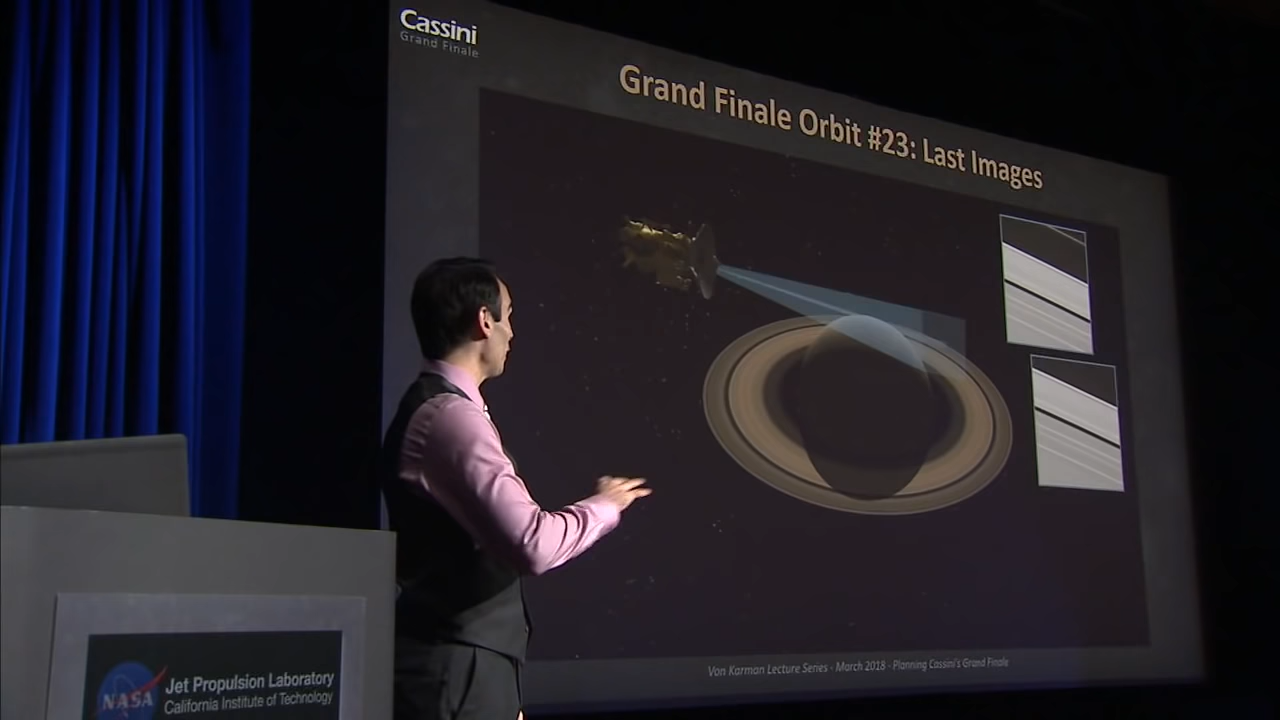 Cassini
Grand Finale
Grand Finale Orbit #23: Last Images
Von Karman Lecture Series - March 2018 - Planning Cassini's Grand Finale
NASA
Jet Propulsion Laboratory
California Institute of Technology